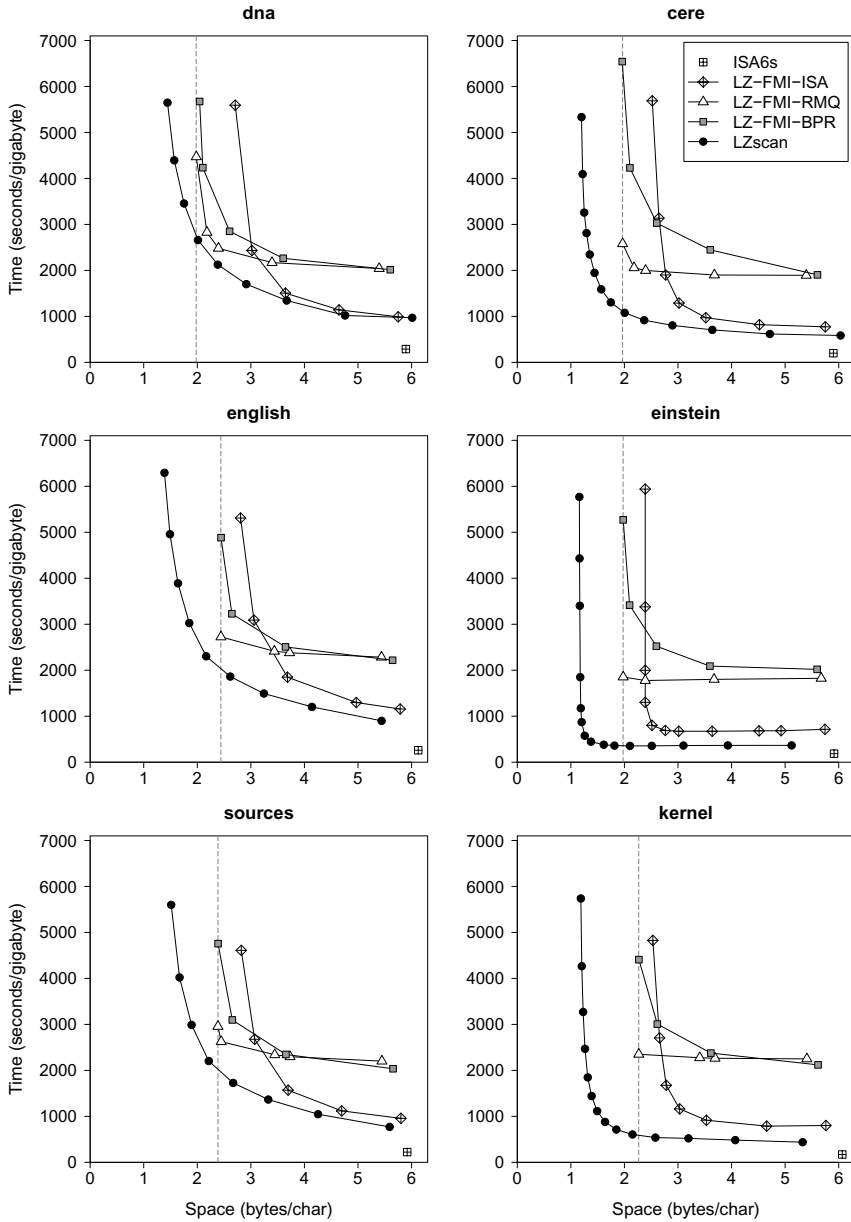 dna
cere
7000
6000
5000
4000
3000
2000
1000
0
Time (seconds/gigabyte)
0 1 2 3 4 5 6
7000
6000
5000
4000
3000
2000
1000
0
0 1 2 3 4 5 6
ISA6s
LZ−FMI−ISA
LZ−FMI−RMQ
LZ−FMI−BPR
LZscan
english
einstein
7000
6000
5000
4000
3000
2000
1000
0
Time (seconds/gigabyte)
0 1 2 3 4 5 6
7000
6000
5000
4000
3000
2000
1000
0
0 1 2 3 4 5 6
sources
kernel
7000
6000
5000
4000
3000
2000
1000
0
Time (seconds/gigabyte)
0 1 2 3 4 5 6
Space (bytes/char)
7000
6000
5000
4000
3000
2000
1000
0
0 1 2 3 4 5 6
Space (bytes/char)